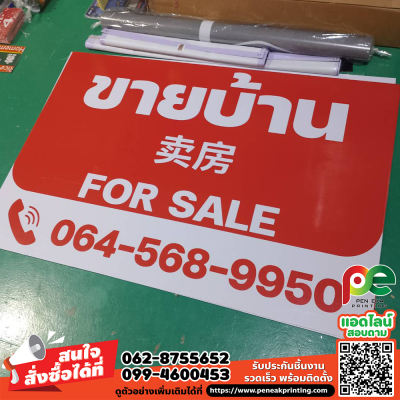 ขายบ้าน
卖房
FOR SALE
064-568-9950
PEN EAK
PRINTING
แอดไลน์
สอบถาม
สนใจ
สั่งซื้อได้ที่
062-8755652
099-4600453
รับประกันชิ้นงาน
รวดเร็ว พร้อมติดตั้ง
ดูตัวอย่างเพิ่มเติมได้ที่ www.peneakprinting.com